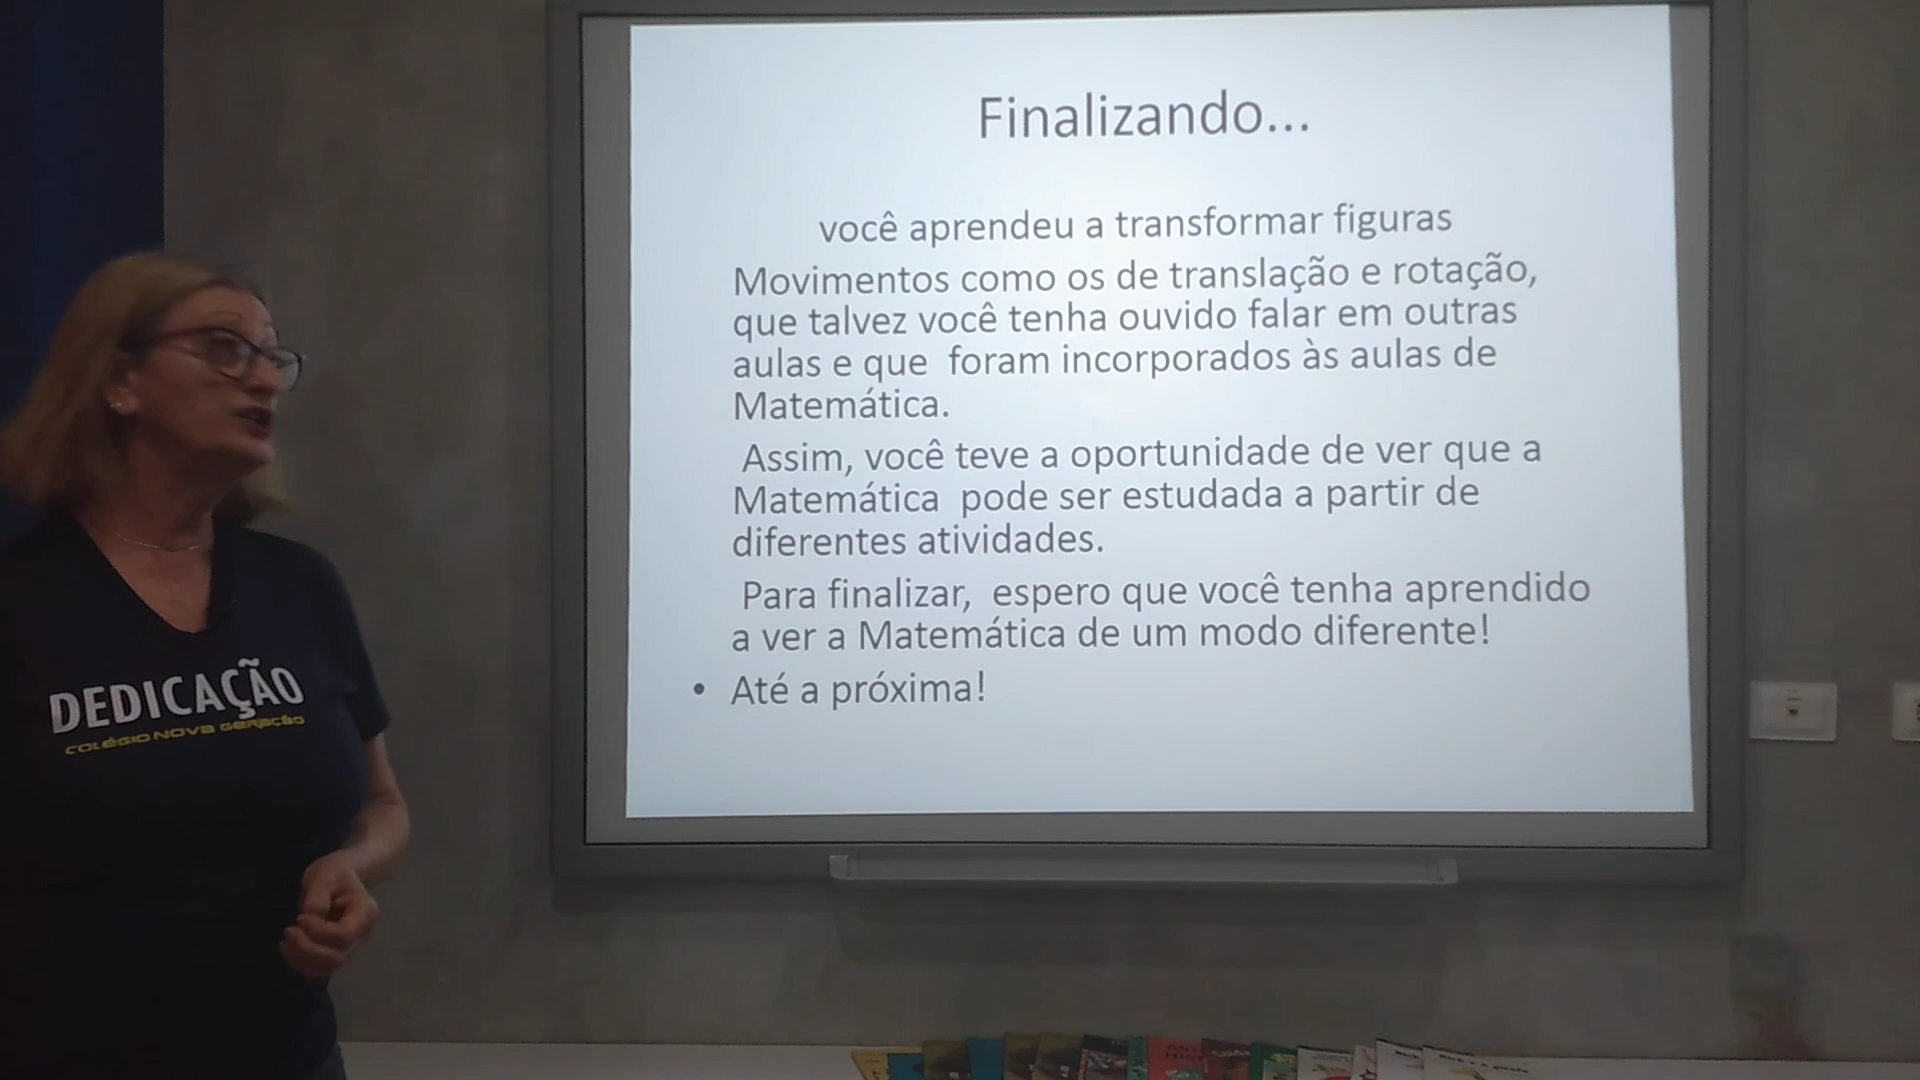 Finalizando...
você aprendeu a transformar figuras
Movimentos como os de translação e rotação,
que talvez você tenha ouvido falar em outras
aulas e que foram incorporados às aulas de
Matemática.
Assim, você teve a oportunidade de ver que a
Matemática pode ser estudada a partir de
diferentes atividades.
Para finalizar, espero que você tenha aprendido
a ver a Matemática de um modo diferente!
• Até a próxima!
DEDICAÇÃO
COLÉGIO NOVA GERAÇÃO